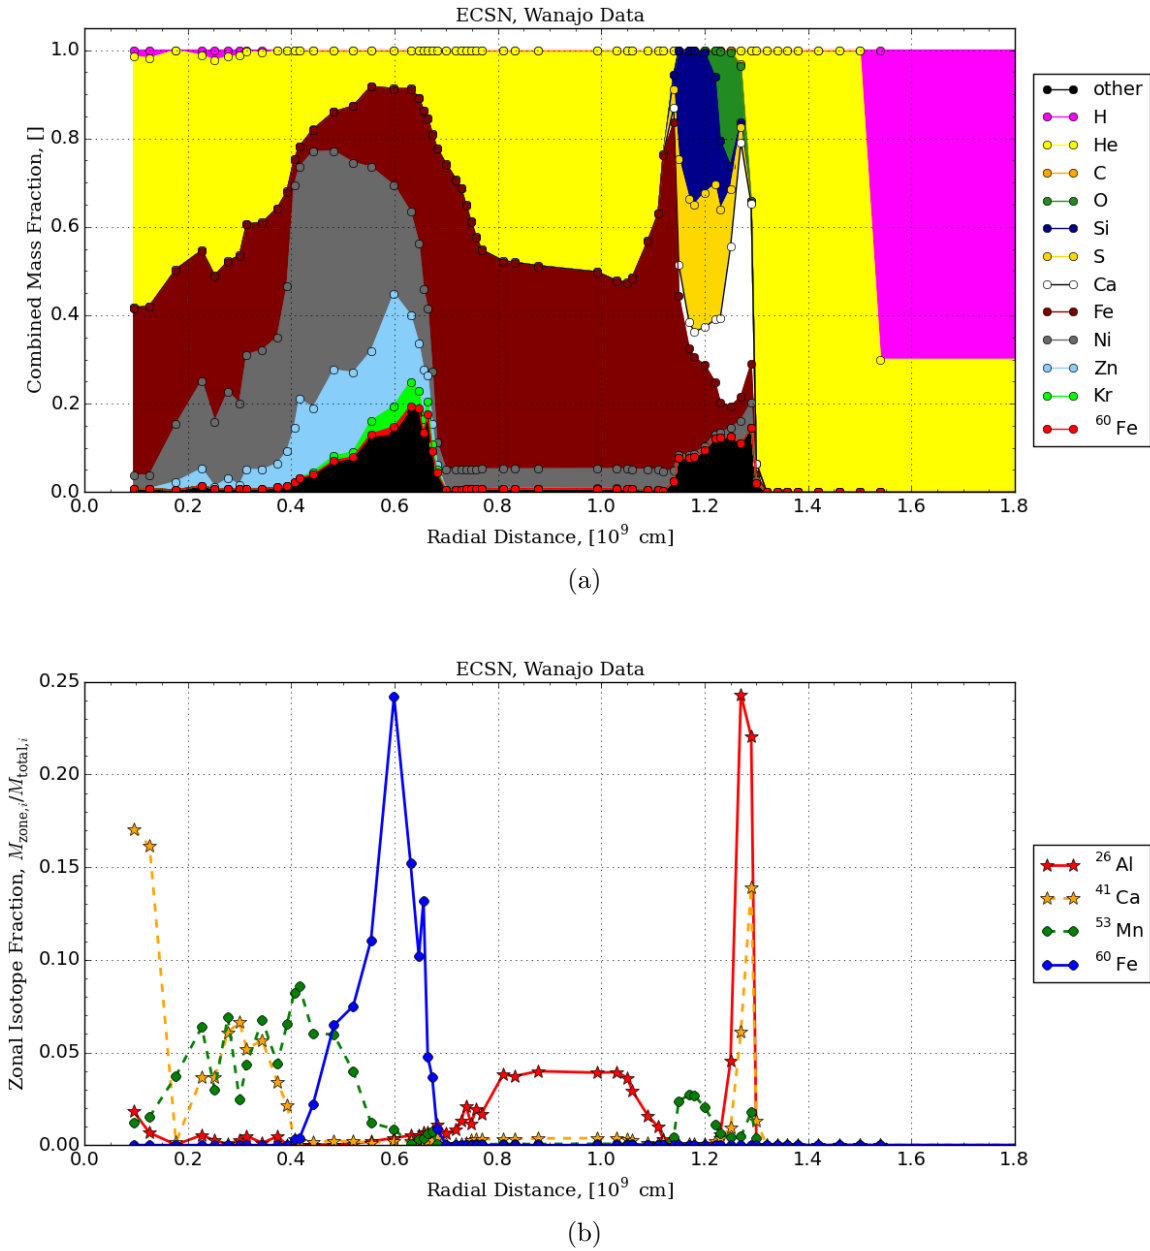 ECSN, Wanajo Data
Combined Mass Fraction, []
1.0
0.8
0.6
0.4
0.2
0.0
0.0 0.2 0.4 0.6 0.8 1.0 1.2 1.4 1.6 1.8
Radial Distance, [10⁹ cm]
other
H
He
C
O
Si
S
Ca
Fe
Ni
Zn
Kr
⁶⁰Fe
(a)
ECSN, Wanajo Data
Zonal Isotope Fraction, M_zone,i/M_total,i
0.25
0.20
0.15
0.10
0.05
0.00
0.0 0.2 0.4 0.6 0.8 1.0 1.2 1.4 1.6 1.8
Radial Distance, [10⁹ cm]
²⁶Al
⁴¹Ca
⁵³Mn
⁶⁰Fe
(b)